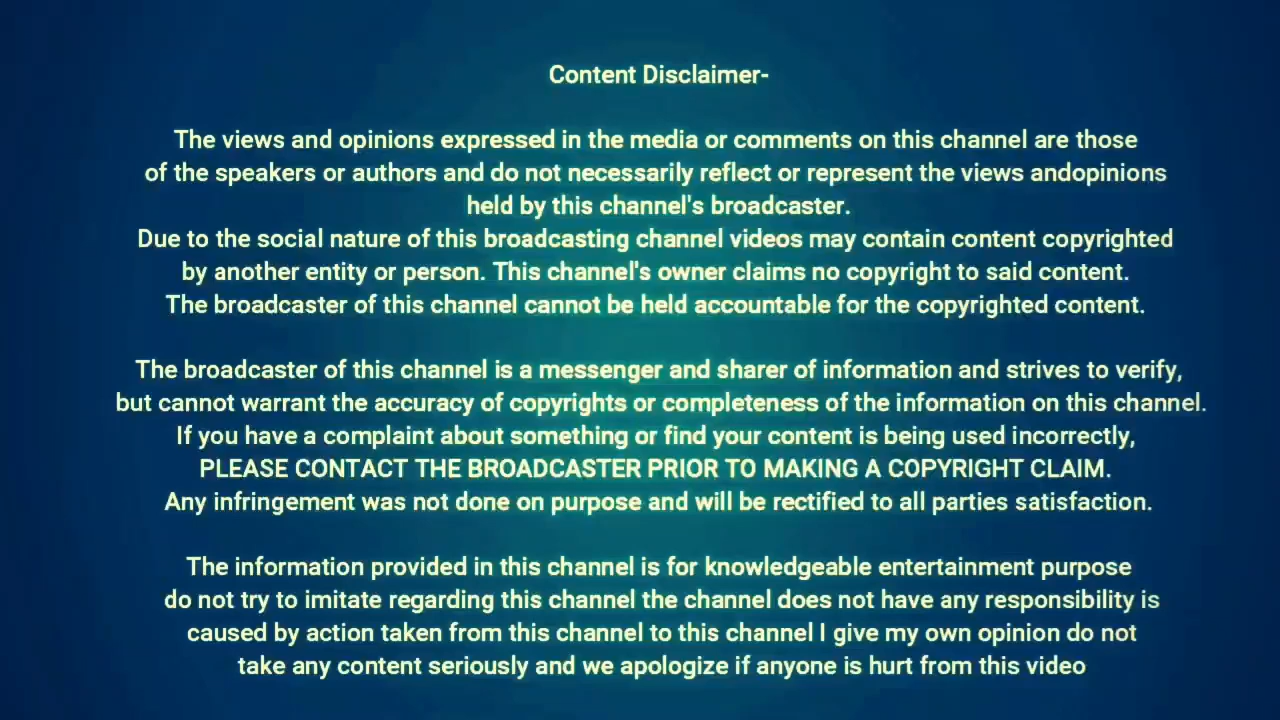 Content Disclaimer-
The views and opinions expressed in the media or comments on this channel are those
of the speakers or authors and do not necessarily reflect or represent the views andopinions
held by this channel's broadcaster.
Due to the social nature of this broadcasting channel videos may contain content copyrighted
by another entity or person. This channel's owner claims no copyright to said content.
The broadcaster of this channel cannot be held accountable for the copyrighted content.
The broadcaster of this channel is a messenger and sharer of information and strives to verify,
but cannot warrant the accuracy of copyrights or completeness of the information on this channel.
If you have a complaint about something or find your content is being used incorrectly,
PLEASE CONTACT THE BROADCASTER PRIOR TO MAKING A COPYRIGHT CLAIM.
Any infringement was not done on purpose and will be rectified to all parties satisfaction.
The information provided in this channel is for knowledgeable entertainment purpose
do not try to imitate regarding this channel the channel does not have any responsibility is
caused by action taken from this channel to this channel I give my own opinion do not
take any content seriously and we apologize if anyone is hurt from this video